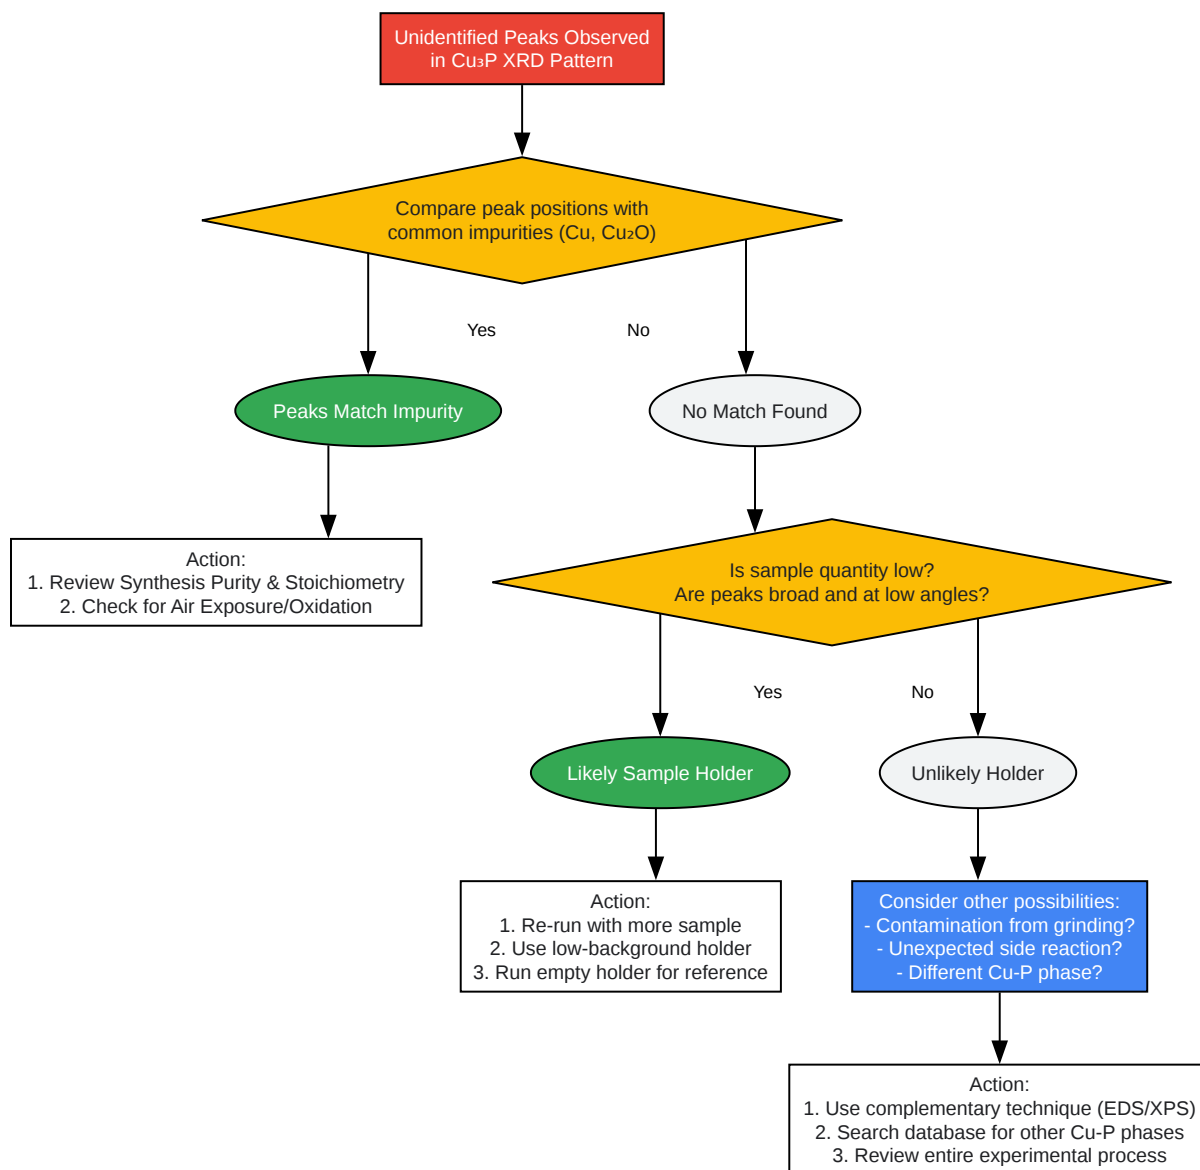 Unidentified Peaks Observed
in Cu₃P XRD Pattern
Compare peak positions with
common impurities (Cu, Cu₂O)
Yes
No
Peaks Match Impurity
No Match Found
Action:
1. Review Synthesis Purity & Stoichiometry
2. Check for Air Exposure/Oxidation
Is sample quantity low?
Are peaks broad and at low angles?
Yes
No
Likely Sample Holder
Unlikely Holder
Action:
1. Re-run with more sample
2. Use low-background holder
3. Run empty holder for reference
Consider other possibilities:
- Contamination from grinding?
- Unexpected side reaction?
- Different Cu-P phase?
Action:
1. Use complementary technique (EDS/XPS)
2. Search database for other Cu-P phases
3. Review entire experimental process